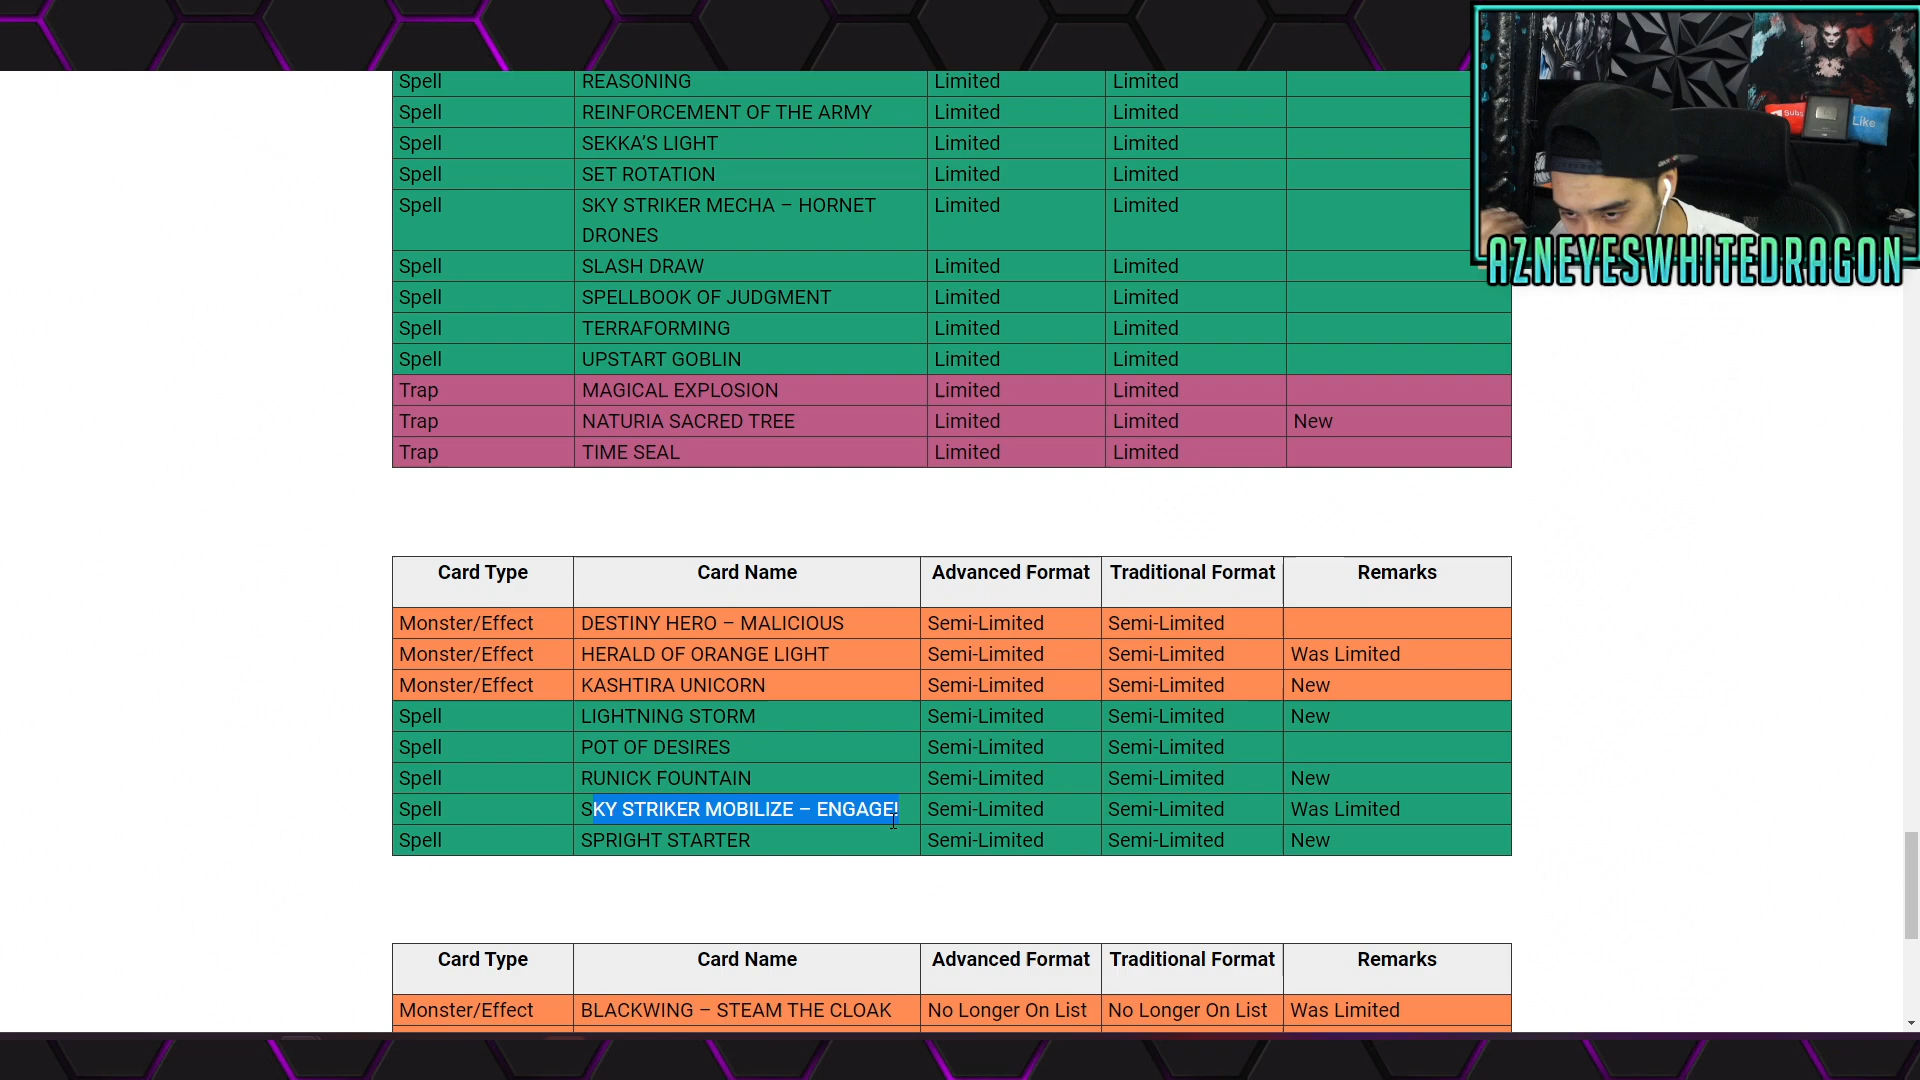 Spell REASONING Limited Limited
Spell REINFORCEMENT OF THE ARMY Limited Limited
Spell SEKKA’S LIGHT Limited Limited
Spell SET ROTATION Limited Limited
Spell SKY STRIKER MECHA – HORNET Limited Limited
DRONES
Spell SLASH DRAW Limited Limited
Spell SPELLBOOK OF JUDGMENT Limited Limited
Spell TERRAFORMING Limited Limited
Spell UPSTART GOBLIN Limited Limited
Trap MAGICAL EXPLOSION Limited Limited
Trap NATURIA SACRED TREE Limited Limited New
Trap TIME SEAL Limited Limited
Card Type Card Name Advanced Format Traditional Format Remarks
Monster/Effect DESTINY HERO – MALICIOUS Semi-Limited Semi-Limited
Monster/Effect HERALD OF ORANGE LIGHT Semi-Limited Semi-Limited Was Limited
Monster/Effect KASHTIRA UNICORN Semi-Limited Semi-Limited New
Spell LIGHTNING STORM Semi-Limited Semi-Limited New
Spell POT OF DESIRES Semi-Limited Semi-Limited
Spell RUNICK FOUNTAIN Semi-Limited Semi-Limited New
Spell SKY STRIKER MOBILIZE – ENGAGE! Semi-Limited Semi-Limited Was Limited
Spell SPRIGHT STARTER Semi-Limited Semi-Limited New
Card Type Card Name Advanced Format Traditional Format Remarks
Monster/Effect BLACKWING – STEAM THE CLOAK No Longer On List No Longer On List Was Limited
Subs
Like
AZNEYESWHITEDRAGON